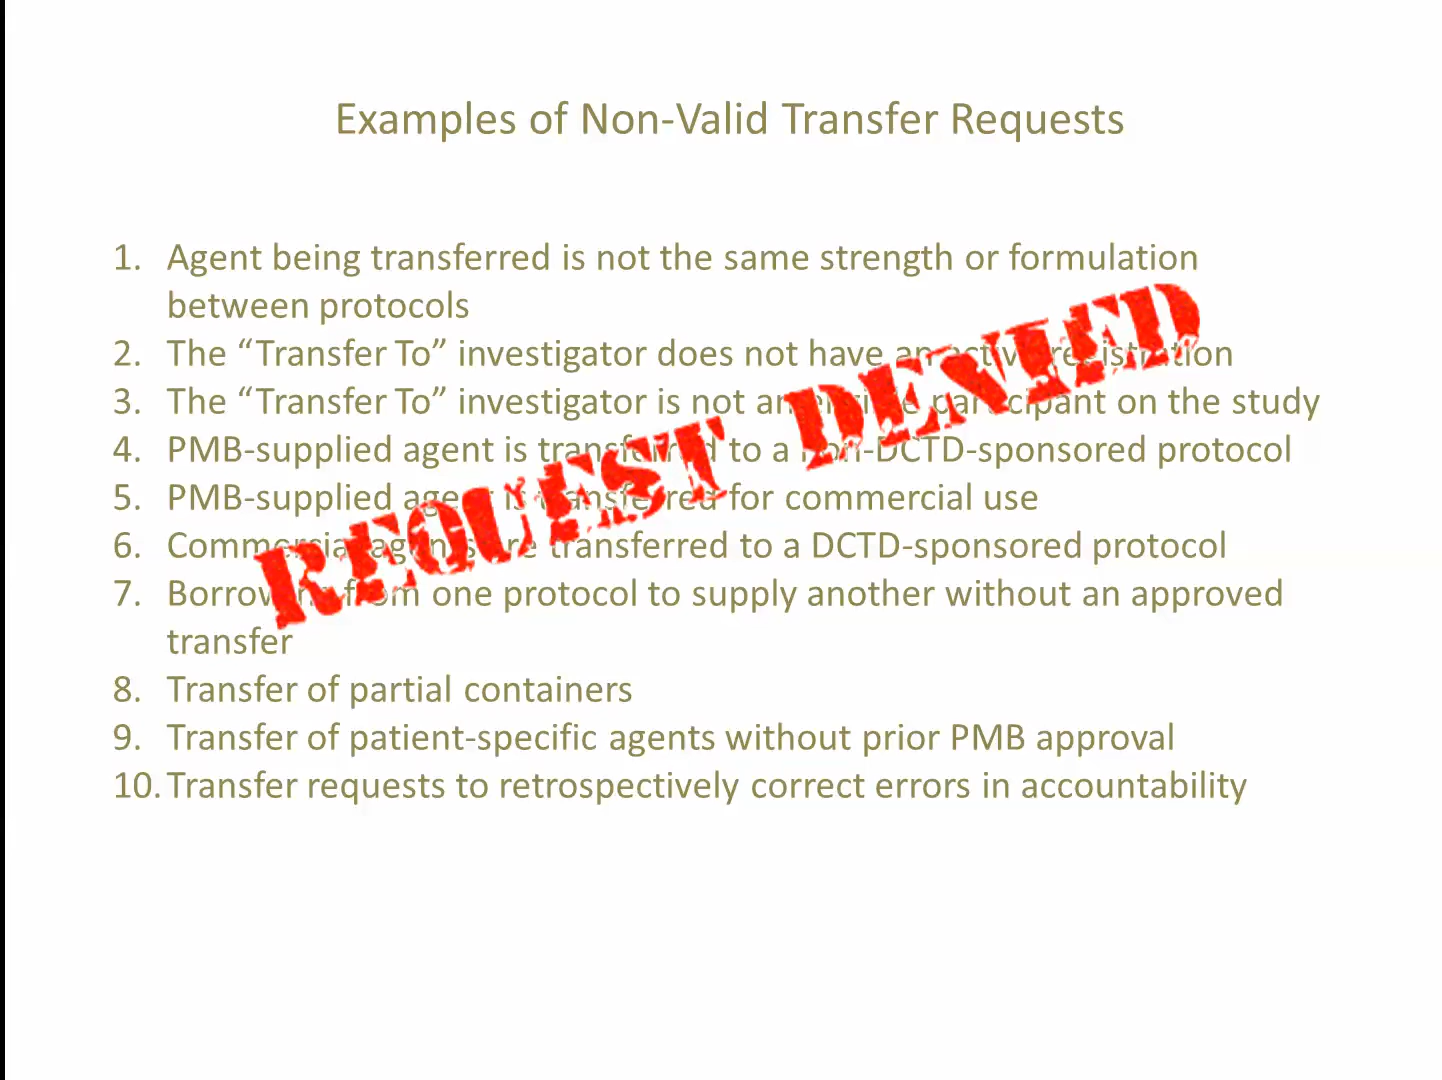 Examples of Non-Valid Transfer Requests
1. Agent being transferred is not the same strength or formulation
between protocols
2. The “Transfer To” investigator does not have an active registration
3. The “Transfer To” investigator is not an eligible participant on the study
4. PMB-supplied agent is transferred to a non-DCTD-sponsored protocol
5. PMB-supplied agent is transferred for commercial use
6. Commercial agents are transferred to a DCTD-sponsored protocol
7. Borrowing from one protocol to supply another without an approved
transfer
8. Transfer of partial containers
9. Transfer of patient-specific agents without prior PMB approval
10. Transfer requests to retrospectively correct errors in accountability
REQUEST DENIED